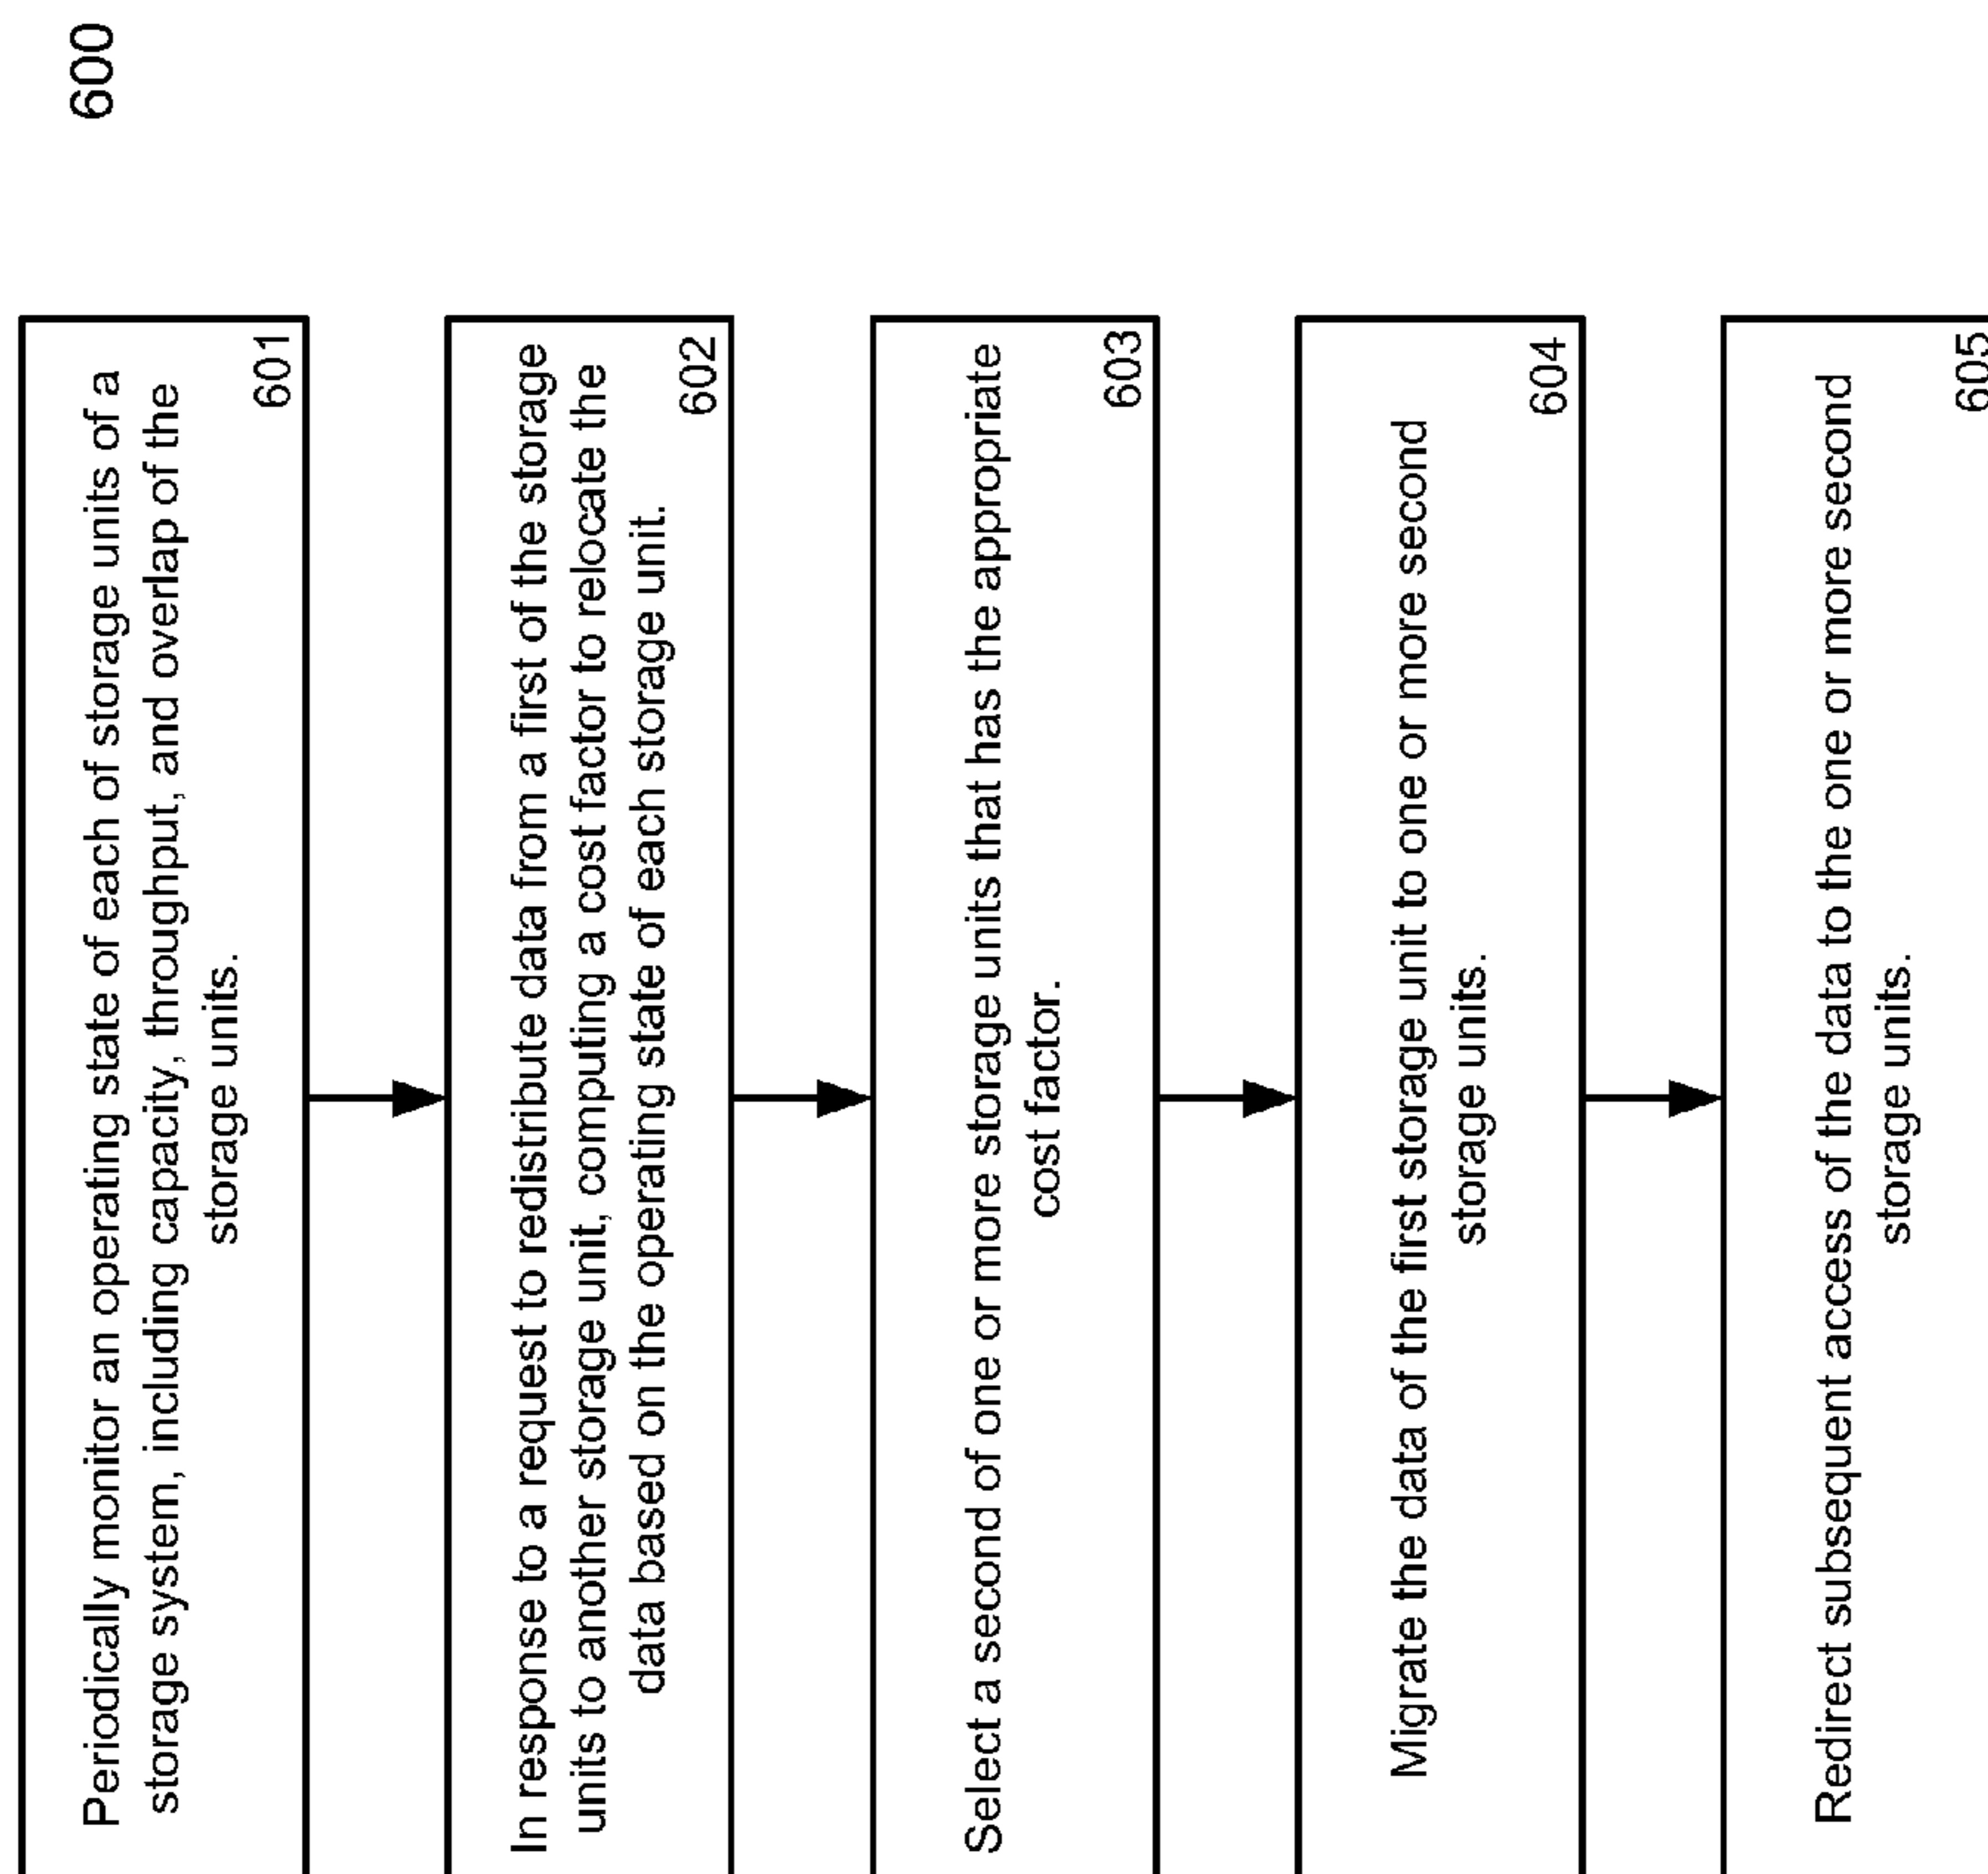 600
Periodically monitor an operating state of each of storage units of a
storage system, including capacity, throughput, and overlap of the
storage units.
601
In response to a request to redistribute data from a first of the storage
units to another storage unit, computing a cost factor to relocate the
data based on the operating state of each storage unit.
602
Select a second of one or more storage units that has the appropriate
cost factor.
603
Migrate the data of the first storage unit to one or more second
storage units.
604
Redirect subsequent access of the data to the one or more second
storage units.
605